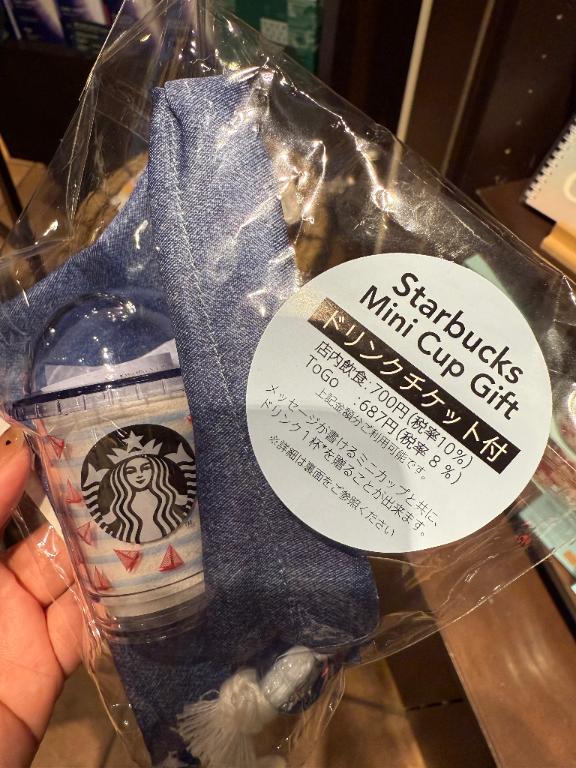 Starbucks
Mini Cup Gift
ドリンクチケット付
店内飲食:700円(税率10%)
ToGo :687円(税率 8%)
上記金額分ご利用可能です。
メッセージが書けるミニカップと共に、
ドリンク1杯*を贈ることが出来ます。
※詳細は裏面をご参照ください